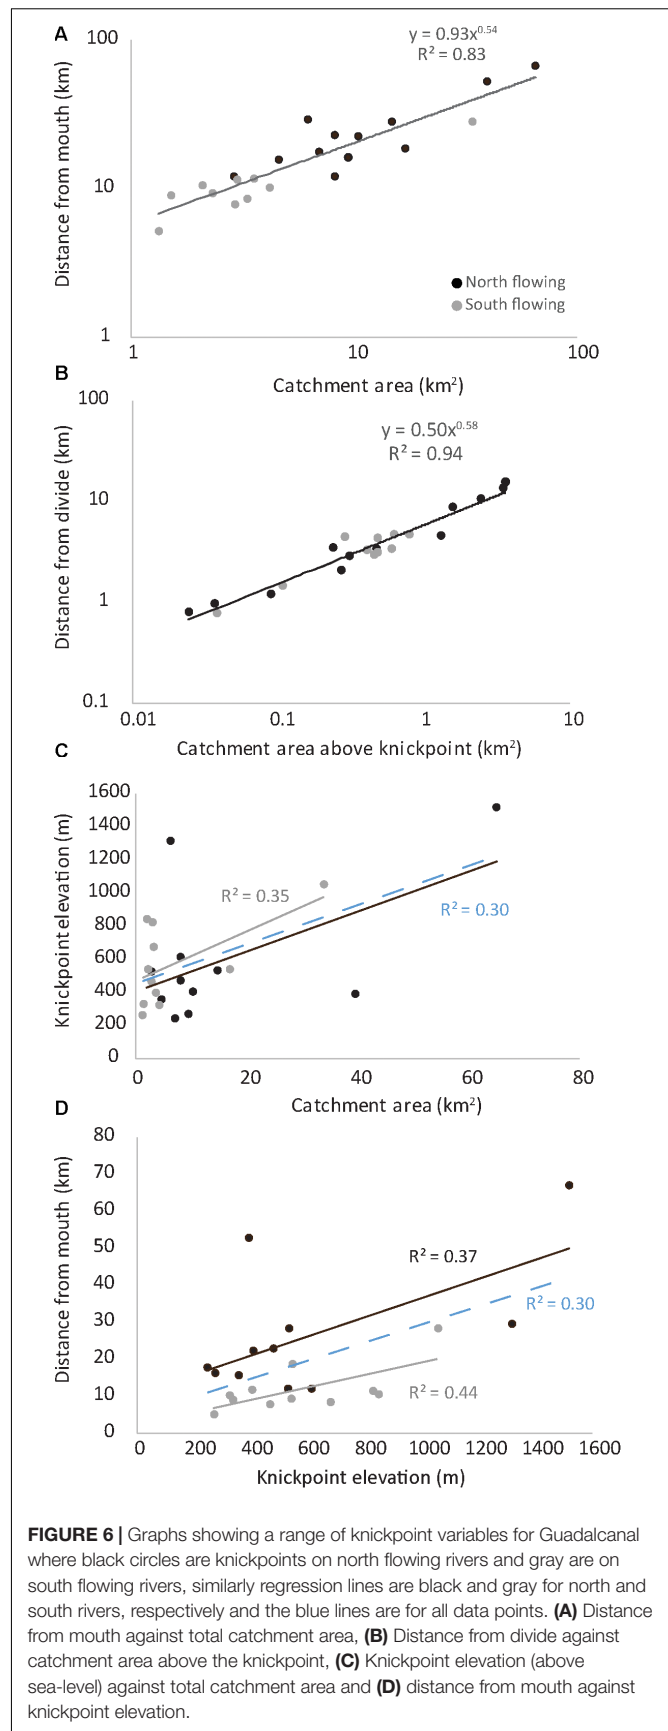 A
y = 0.93x^0.54
R² = 0.83
Distance from mouth (km)
100
10
1
1 10 100
North flowing
South flowing
Catchment area (km²)
B
y = 0.50x^0.58
R² = 0.94
Distance from divide (km)
100
10
1
0.1
0.01 0.1 1 10
Catchment area above knickpoint (km²)
C
Knickpoint elevation (m)
1600
1400
1200
1000
800
600
400
200
0
R² = 0.35
R² = 0.30
0 20 40 60 80
Catchment area (km²)
D
Distance from mouth (km)
80
70
60
50
40
30
20
10
0
R² = 0.37
R² = 0.30
R² = 0.44
0 200 400 600 800 1000 1200 1400 1600
Knickpoint elevation (m)
FIGURE 6 | Graphs showing a range of knickpoint variables for Guadalcanal
where black circles are knickpoints on north flowing rivers and gray are on
south flowing rivers, similarly regression lines are black and gray for north and
south rivers, respectively and the blue lines are for all data points. (A) Distance
from mouth against total catchment area, (B) Distance from divide against
catchment area above the knickpoint, (C) Knickpoint elevation (above
sea-level) against total catchment area and (D) distance from mouth against
knickpoint elevation.